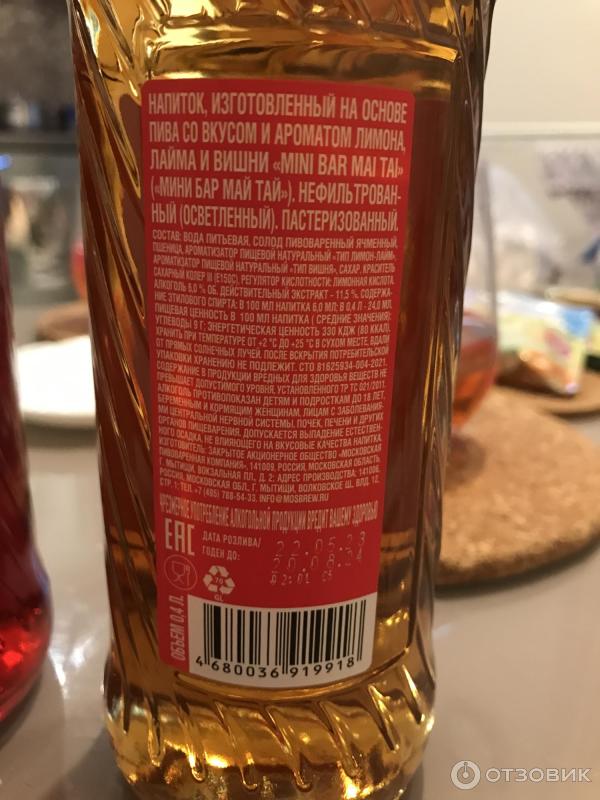 НАПИТОК, ИЗГОТОВЛЕННЫЙ НА ОСНОВЕ
ПИВА СО ВКУСОМ И АРОМАТОМ ЛИМОНА,
ЛАЙМА И ВИШНИ «MINI BAR MAI TAI»
(«МИНИ БАР МАЙ ТАЙ»), НЕФИЛЬТРОВАН-
НЫЙ (ОСВЕТЛЕННЫЙ). ПАСТЕРИЗОВАННЫЙ
СОСТАВ: ВОДА ПИТЬЕВАЯ, СОЛОД ПИВОВАРЕННЫЙ ЯЧМЕННЫЙ,
ПШЕНИЦА, АРОМАТИЗАТОР ПИЩЕВОЙ НАТУРАЛЬНЫЙ «ТИП ЛИМОН-ЛАЙМ»,
АРОМАТИЗАТОР ПИЩЕВОЙ НАТУРАЛЬНЫЙ «ТИП ВИШНЯ», САХАР, КРАСИТЕЛЬ
САХАРНЫЙ КОЛЕР III (Е150С), РЕГУЛЯТОР КИСЛОТНОСТИ: ЛИМОННАЯ КИСЛОТА.
АЛКОГОЛЬ 6,0 % ОБ. ДЕЙСТВИТЕЛЬНЫЙ ЭКСТРАКТ - 11,5 %. СОДЕРЖА-
НИЕ ЭТИЛОВОГО СПИРТА: В 100 МЛ НАПИТКА 6,0 МЛ; В 0,4 Л - 24,0 МЛ.
ПИЩЕВАЯ ЦЕННОСТЬ В 100 МЛ НАПИТКА ( СРЕДНИЕ ЗНАЧЕНИЯ):
УГЛЕВОДЫ 9 Г; ЭНЕРГЕТИЧЕСКАЯ ЦЕННОСТЬ 330 КДЖ (80 ККАЛ).
ХРАНИТЬ ПРИ ТЕМПЕРАТУРЕ ОТ +2 °С ДО +25 °С В СУХОМ МЕСТЕ, ВДАЛИ
ОТ ПРЯМЫХ СОЛНЕЧНЫХ ЛУЧЕЙ. ПОСЛЕ ВСКРЫТИЯ ПОТРЕБИТЕЛЬСКОЙ
УПАКОВКИ ХРАНЕНИЮ НЕ ПОДЛЕЖИТ. СТО 81625934-004-2021.
СОДЕРЖАНИЕ В ПРОДУКЦИИ ВРЕДНЫХ ДЛЯ ЗДОРОВЬЯ ВЕЩЕСТВ НЕ
ПРЕВЫШАЕТ ДОПУСТИМОГО УРОВНЯ, УСТАНОВЛЕННОГО ТР ТС 021/2011.
АЛКОГОЛЬ ПРОТИВОПОКАЗАН ДЕТЯМ И ПОДРОСТКАМ ДО 18 ЛЕТ,
БЕРЕМЕННЫМ И КОРМЯЩИМ ЖЕНЩИНАМ, ЛИЦАМ С ЗАБОЛЕВАНИЯ-
МИ ЦЕНТРАЛЬНОЙ НЕРВНОЙ СИСТЕМЫ, ПОЧЕК, ПЕЧЕНИ И ДРУГИХ
ОРГАНОВ ПИЩЕВАРЕНИЯ. ДОПУСКАЕТСЯ ВЫПАДЕНИЕ ЕСТЕСТВЕН-
НОГО ОСАДКА, НЕ ВЛИЯЮЩЕГО НА ВКУСОВЫЕ КАЧЕСТВА НАПИТКА.
ИЗГОТОВИТЕЛЬ: ЗАКРЫТОЕ АКЦИОНЕРНОЕ ОБЩЕСТВО «МОСКОВСКАЯ
ПИВОВАРЕННАЯ КОМПАНИЯ», 141009, РОССИЯ, МОСКОВСКАЯ ОБЛАСТЬ,
Г. МЫТИЩИ, ВОКЗАЛЬНАЯ ПЛ., Д. 2; АДРЕС ПРОИЗВОДСТВА: 141006,
РОССИЯ, МОСКОВСКАЯ ОБЛ., Г. МЫТИЩИ, ВОЛКОВСКОЕ Ш., ВЛД. 12,
СТР. 1; ТЕЛ. +7 (495) 788-54-33, INFO@MOSBREW.RU
ЧРЕЗМЕРНОЕ УПОТРЕБЛЕНИЕ АЛКОГОЛЬНОЙ ПРОДУКЦИИ ВРЕДИТ ВАШЕМУ ЗДОРОВЬЮ
EAC
ДАТА РОЗЛИВА/
ГОДЕН ДО:
22.05.23
20.08.24
02:01
70
GL
ОБЪЕМ 0,4 Л.
4 680036 919918
ОТЗОВИК